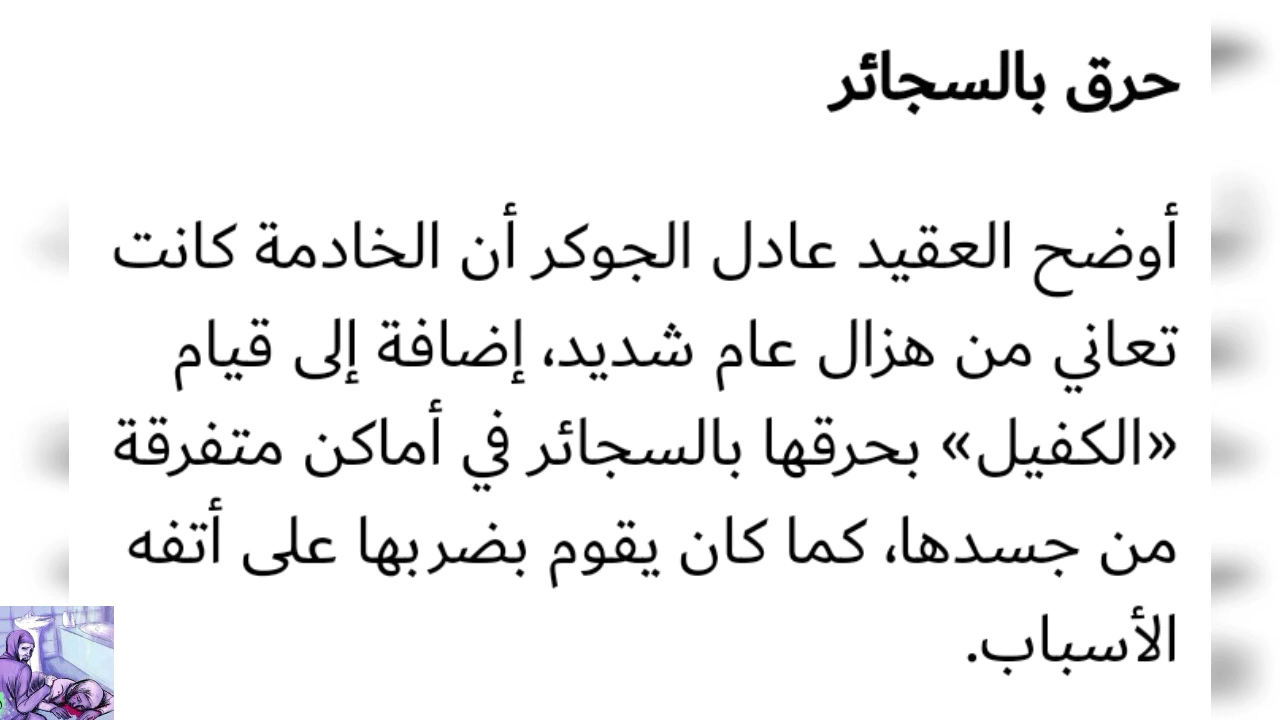 حرق بالسجائر
أوضح العقيد عادل الجوكر أن الخادمة كانت
تعاني من هزال عام شديد، إضافة إلى قيام
«الكفيل» بحرقها بالسجائر في أماكن متفرقة
من جسدها، كما كان يقوم بضربها على أتفه
الأسباب.